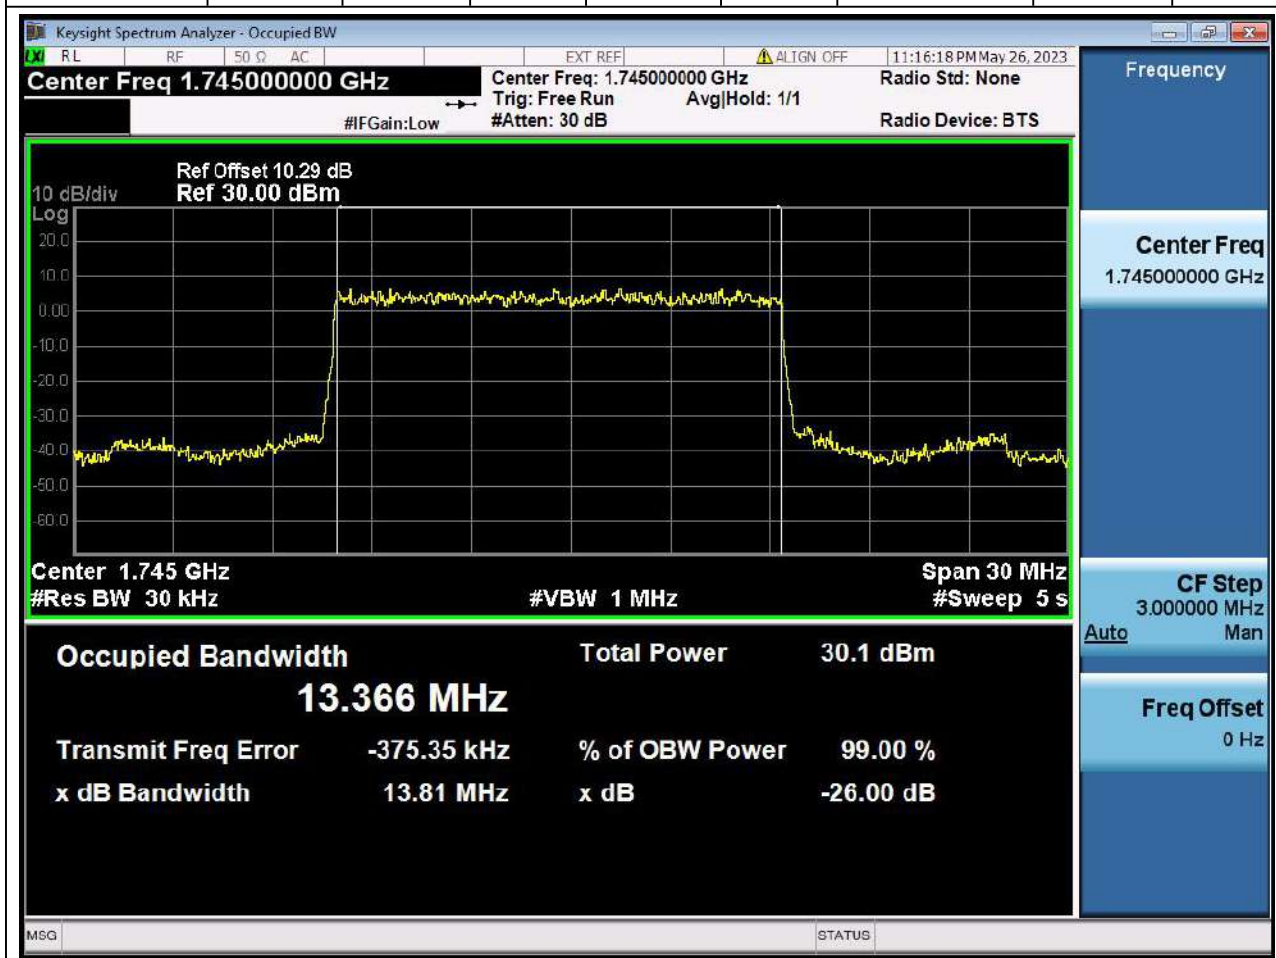 Keysight Spectrum Analyzer - Occupied BW
LXI RL RF 50 Ω AC EXT REF ALIGN OFF 11:16:18 PM May 26, 2023
Center Freq 1.745000000 GHz
Center Freq: 1.745000000 GHz
Radio Std: None
Trig: Free Run Avg|Hold: 1/1
#IFGain:Low #Atten: 30 dB Radio Device: BTS
Ref Offset 10.29 dB
10 dB/div Ref 30.00 dBm
Log
20.0
10.0
0.00
-10.0
-20.0
-30.0
-40.0
-50.0
-60.0
Center 1.745 GHz Span 30 MHz
#Res BW 30 kHz #VBW 1 MHz #Sweep 5 s
Occupied Bandwidth Total Power 30.1 dBm
13.366 MHz
Transmit Freq Error -375.35 kHz % of OBW Power 99.00 %
x dB Bandwidth 13.81 MHz x dB -26.00 dB
MSG STATUS
Frequency
Center Freq
1.745000000 GHz
CF Step
3.000000 MHz
Auto Man
Freq Offset
0 Hz